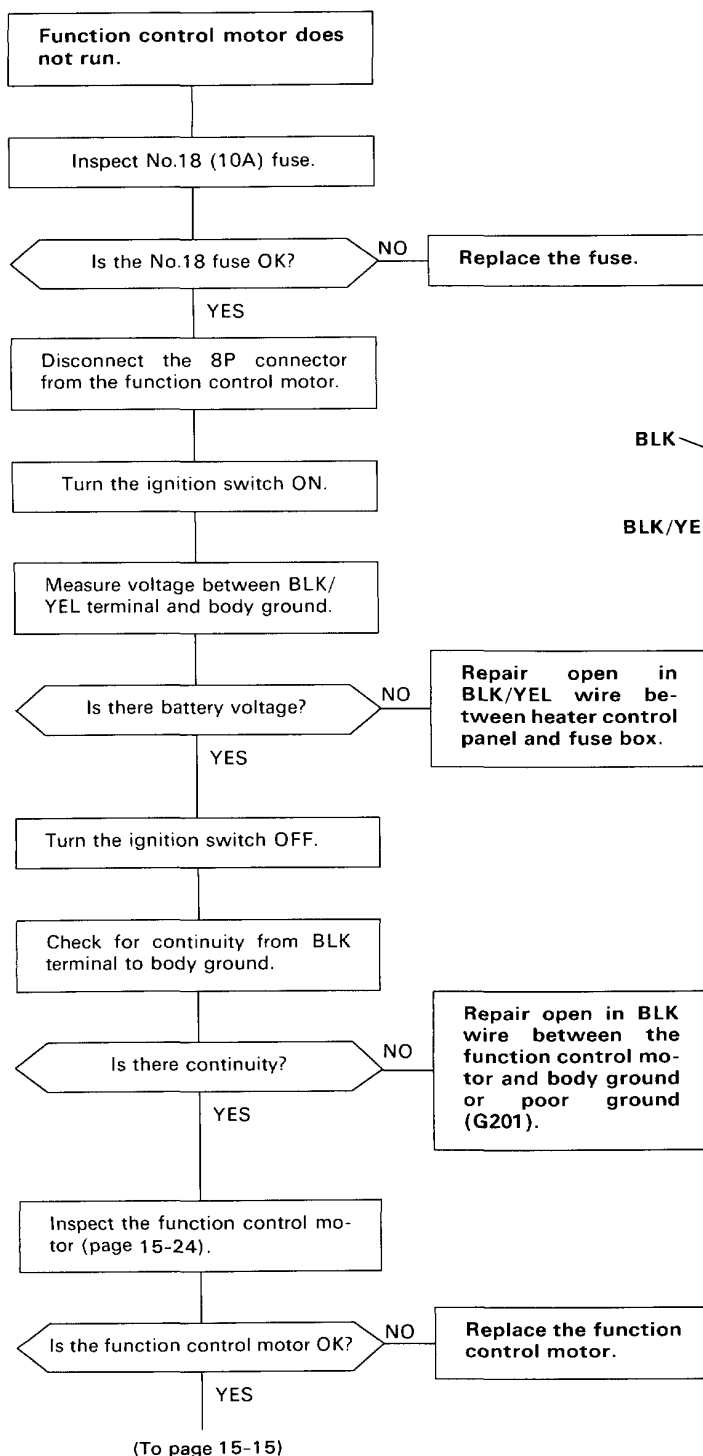 Function control motor does
not run.
Inspect No.18 (10A) fuse.
Is the No.18 fuse OK?
NO
Replace the fuse.
YES
Disconnect the 8P connector
from the function control motor.
BLK
Turn the ignition switch ON.
BLK/YE
Measure voltage between BLK/
YEL terminal and body ground.
Is there battery voltage?
NO
Repair open in
BLK/YEL wire be-
tween heater control
panel and fuse box.
YES
Turn the ignition switch OFF.
Check for continuity from BLK
terminal to body ground.
Is there continuity?
NO
Repair open in BLK
wire between the
function control mo-
tor and body ground
or poor ground
(G201).
YES
Inspect the function control mo-
tor (page 15-24).
Is the function control motor OK?
NO
Replace the function
control motor.
YES
(To page 15-15)